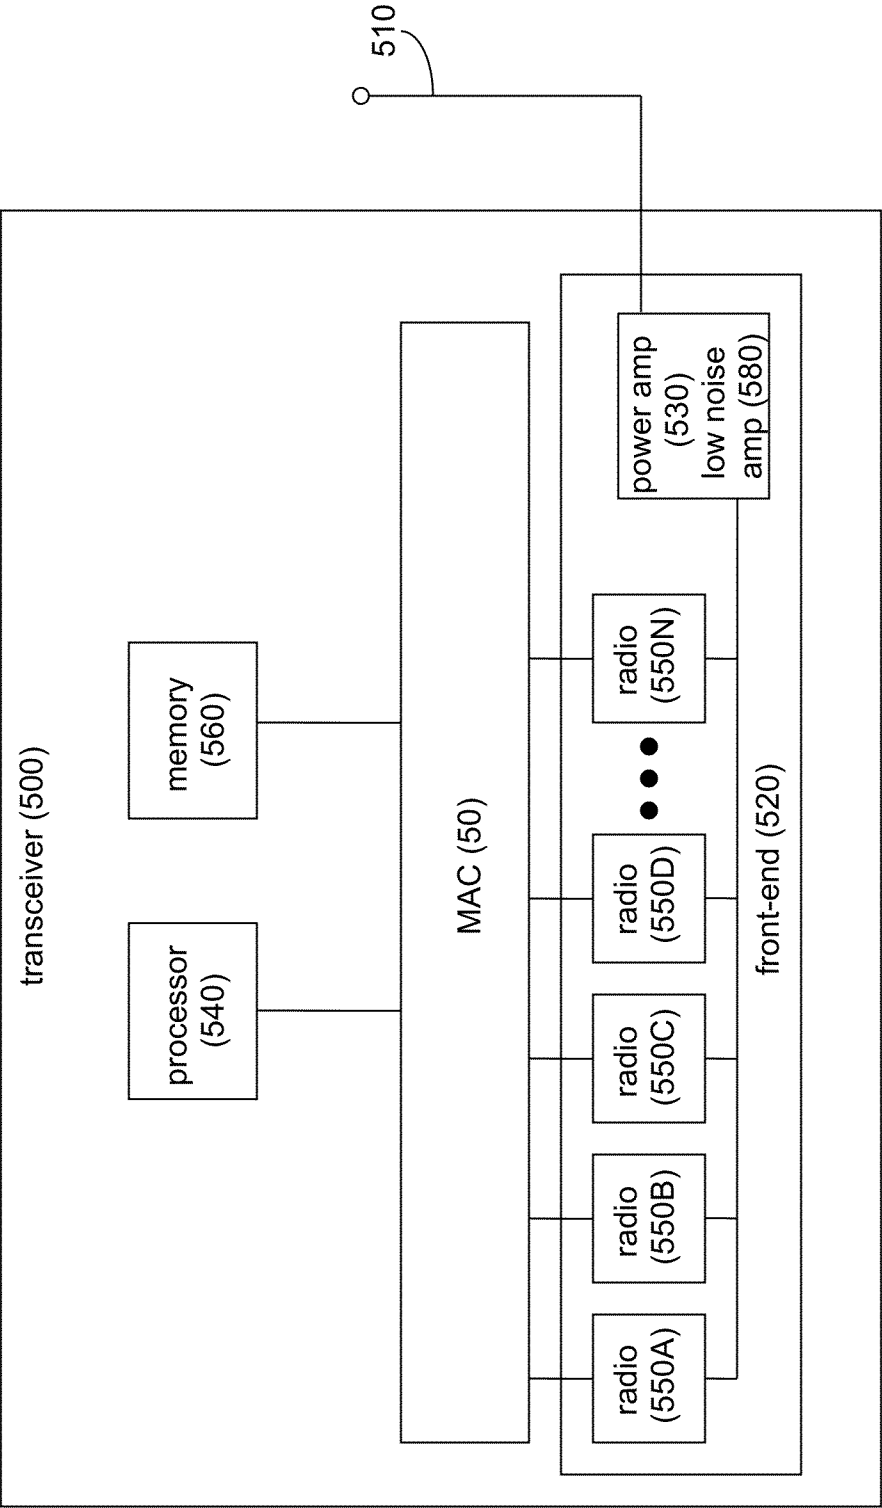 transceiver (500)
processor
(540)
memory
(560)
MAC (50)
radio
(550A)
radio
(550B)
radio
(550C)
radio
(550D)
radio
(550N)
power amp
(530)
low noise
amp (580)
front-end (520)
510